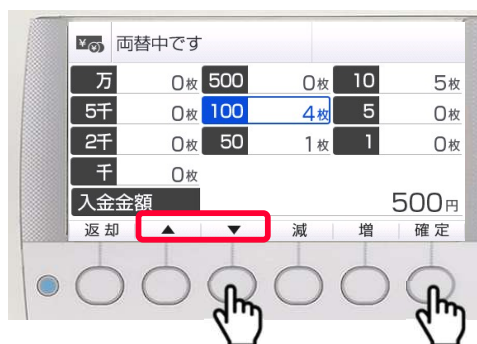 両替中です
万 0枚 500 0枚 10 5枚
5千 0枚 100 4枚 5 0枚
2千 0枚 50 1枚 1 0枚
千 0枚
入金金額 500円
返却 ▲ ▼ 減 増 確定